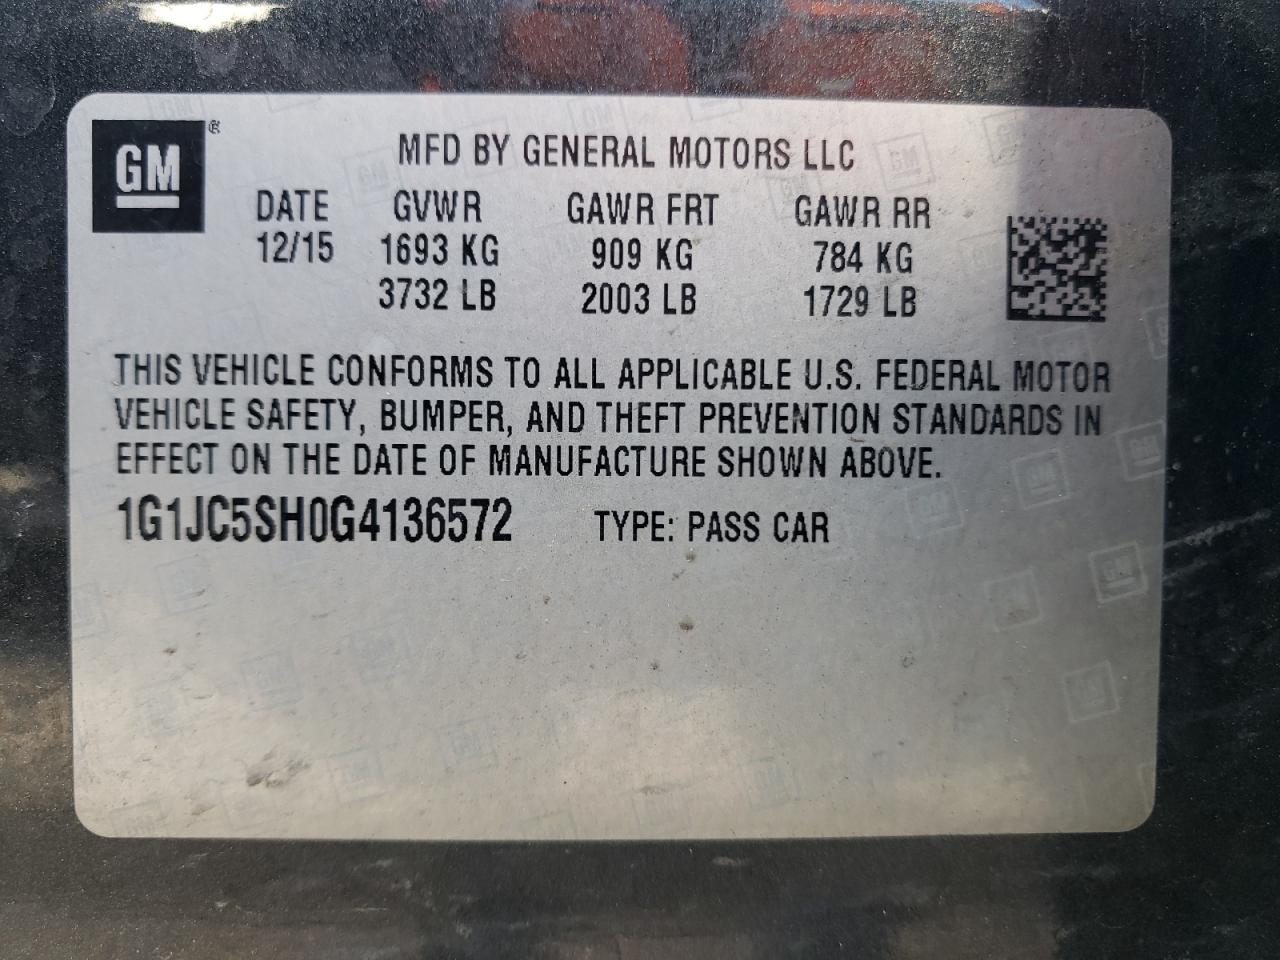 GM®
MFD BY GENERAL MOTORS LLC
DATE GVWR GAWR FRT GAWR RR
12/15 1693 KG 909 KG 784 KG
3732 LB 2003 LB 1729 LB
THIS VEHICLE CONFORMS TO ALL APPLICABLE U.S. FEDERAL MOTOR
VEHICLE SAFETY, BUMPER, AND THEFT PREVENTION STANDARDS IN
EFFECT ON THE DATE OF MANUFACTURE SHOWN ABOVE.
1G1JC5SH0G4136572 TYPE: PASS CAR